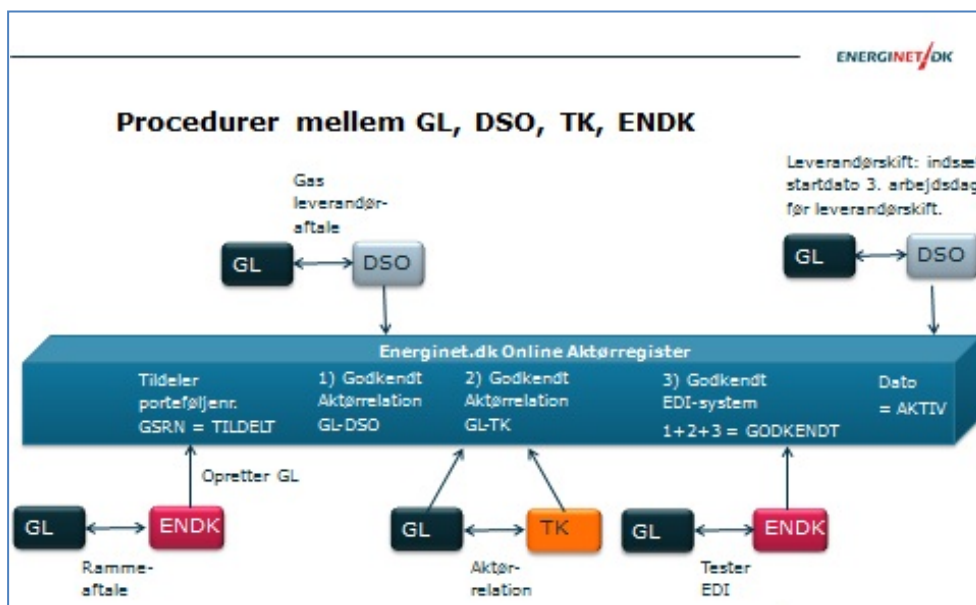 ENERGINET/DK
Procedurer mellem GL, DSO, TK, ENDK
Gas
leverandør-
aftale
GL
DSO
Leverandørskift: indsæt
startdato 3. arbejdsdag
før leverandørskift.
GL
DSO
Energinet.dk Online Aktørregister
Tildeler
porteføljenr.
GSRN = TILDELT
1) Godkendt
Aktørrelation
GL-DSO
2) Godkendt
Aktørrelation
GL-TK
3) Godkendt
EDI-system
1+2+3 = GODKENDT
Dato
= AKTIV
Opretter GL
GL
ENDK
Ramme-
aftale
GL
TK
Aktør-
relation
GL
ENDK
Tester
EDI